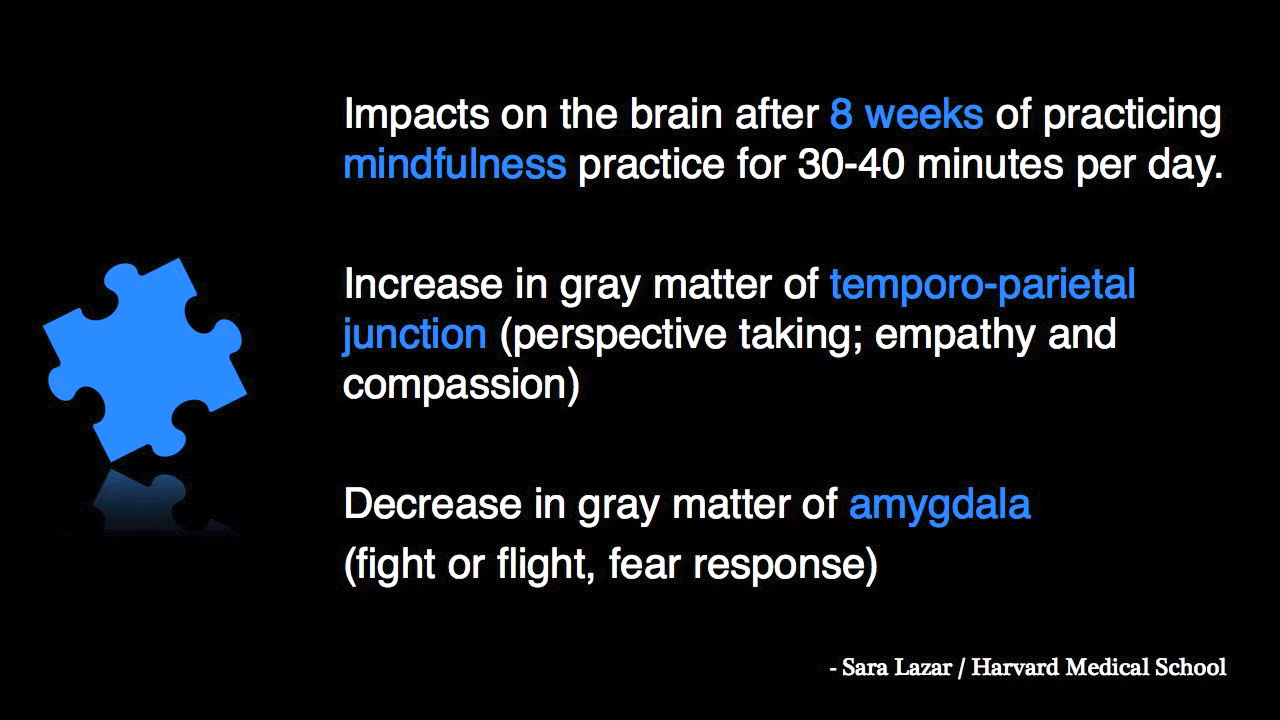 Impacts on the brain after 8 weeks of practicing
mindfulness practice for 30-40 minutes per day.
Increase in gray matter of temporo-parietal
junction (perspective taking; empathy and
compassion)
Decrease in gray matter of amygdala
(fight or flight, fear response)
- Sara Lazar / Harvard Medical School